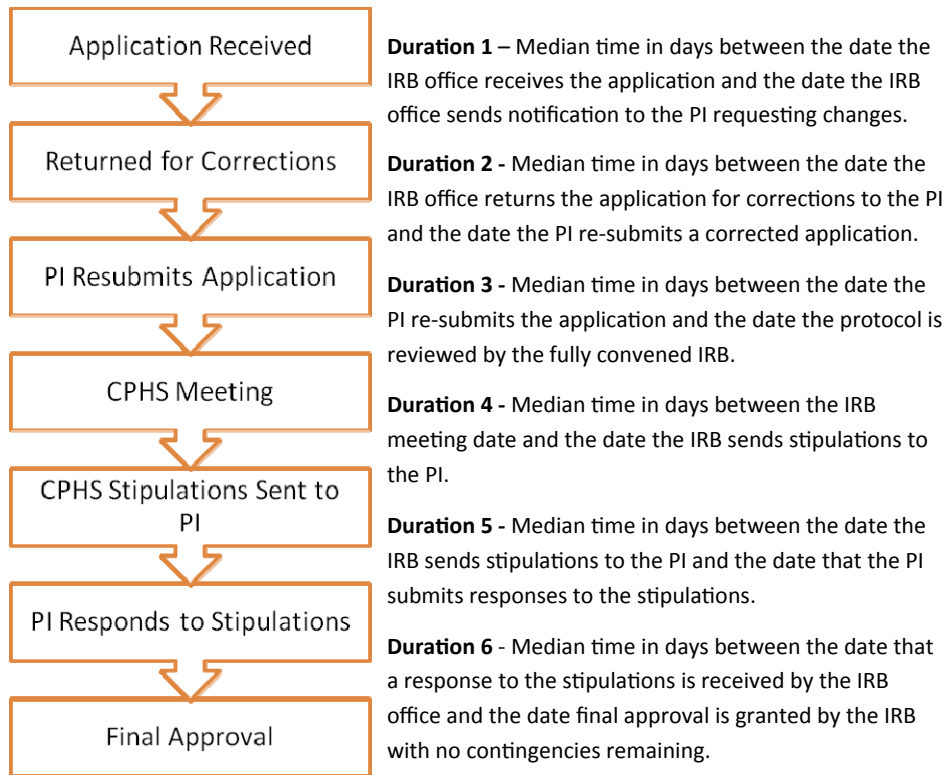 Application Received
Returned for Corrections
PI Resubmits Application
CPHS Meeting
CPHS Stipulations Sent to
PI
PI Responds to Stipulations
Final Approval
Duration 1 – Median time in days between the date the
IRB office receives the application and the date the IRB
office sends notification to the PI requesting changes.
Duration 2 - Median time in days between the date the
IRB office returns the application for corrections to the PI
and the date the PI re-submits a corrected application.
Duration 3 - Median time in days between the date the
PI re-submits the application and the date the protocol is
reviewed by the fully convened IRB.
Duration 4 - Median time in days between the IRB
meeting date and the date the IRB sends stipulations to
the PI.
Duration 5 - Median time in days between the date the
IRB sends stipulations to the PI and the date that the PI
submits responses to the stipulations.
Duration 6 - Median time in days between the date that
a response to the stipulations is received by the IRB
office and the date final approval is granted by the IRB
with no contingencies remaining.